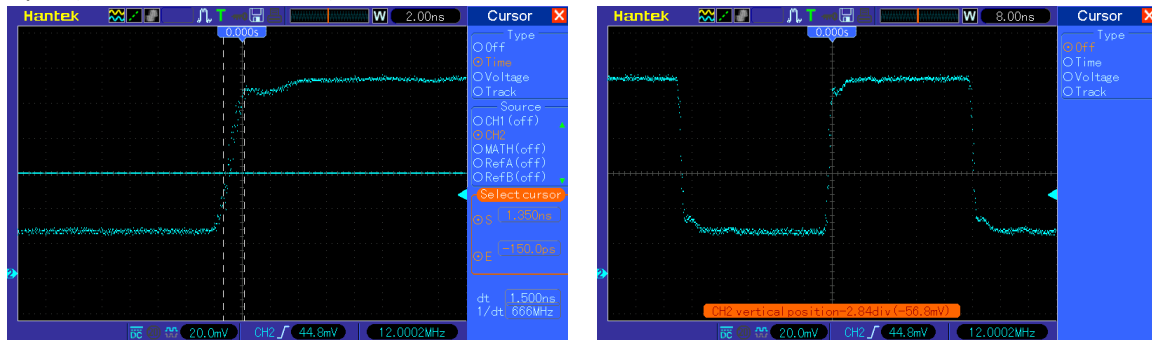 Hantek T W 2.00ns Cursor X
0.000s
Type
Off
Time
Voltage
Track
Source
CH1(off)
CH2
MATH(off)
RefA(off)
RefB(off)
Select cursor
S 1.350ns
E -150.0ps
dt 1.500ns
1/dt 666MHz
2
DC 20.0mV CH2 44.8mV 12.0002MHz
Hantek T W 8.00ns Cursor X
0.000s
Type
Off
Time
Voltage
Track
2
CH2 vertical position-2.84div(-56.8mV)
DC 20.0mV CH2 44.8mV 12.0002MHz